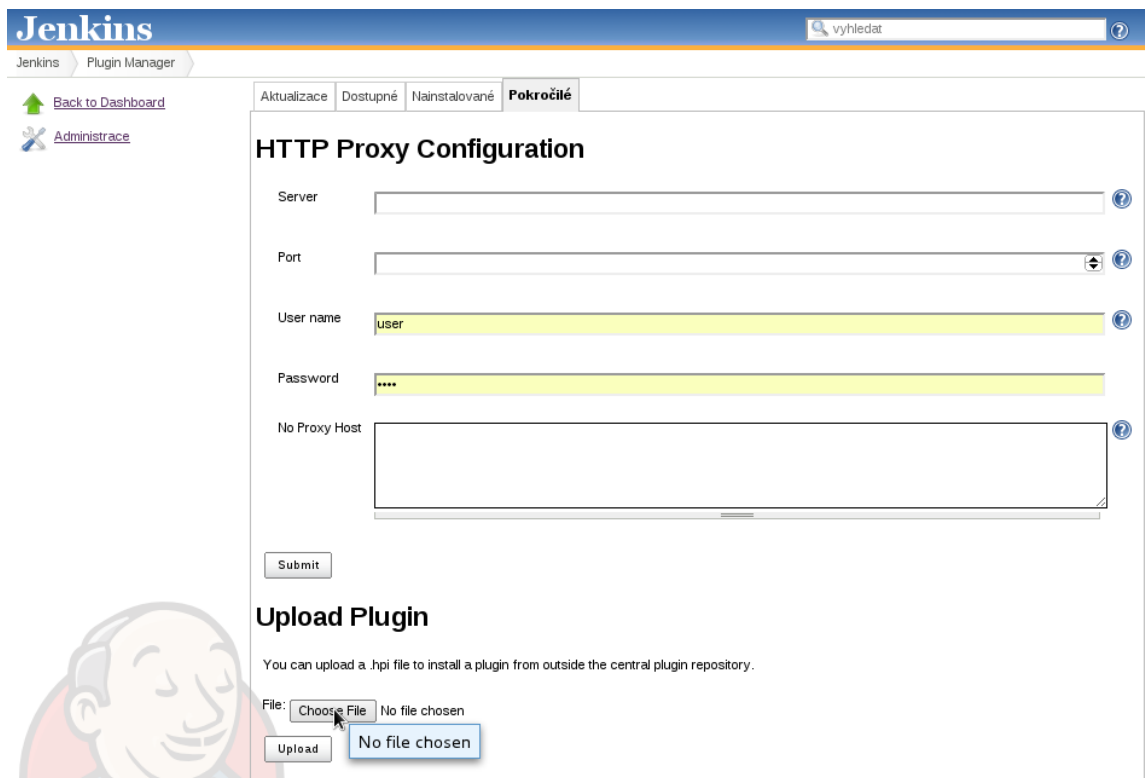 Jenkins
vyhledat
Jenkins Plugin Manager
Back to Dashboard
Administrace
Aktualizace Dostupné Nainstalované Pokročilé
HTTP Proxy Configuration
Server
Port
User name user
Password ••••
No Proxy Host
Submit
Upload Plugin
You can upload a .hpi file to install a plugin from outside the central plugin repository.
File: Choose File No file chosen
Upload
No file chosen